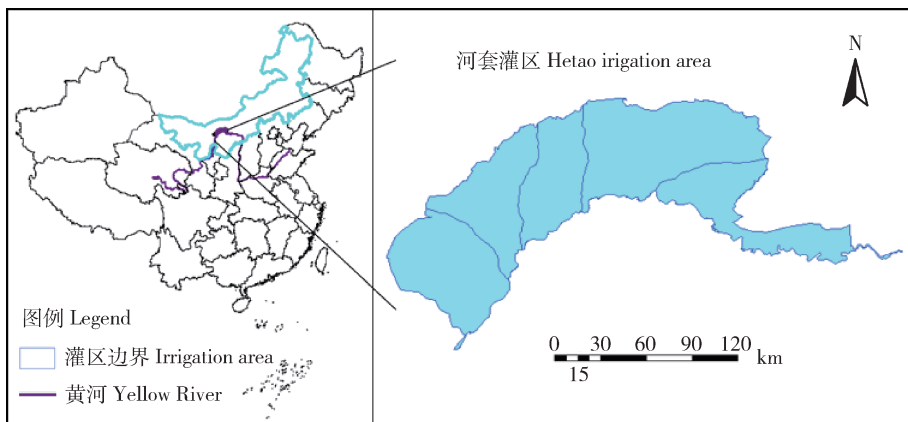 河套灌区 Hetao irigation area
N
图例 Legend
灌区边界 Irrigation area
黄河 Yellow River
0 30 60 90 120
15
km